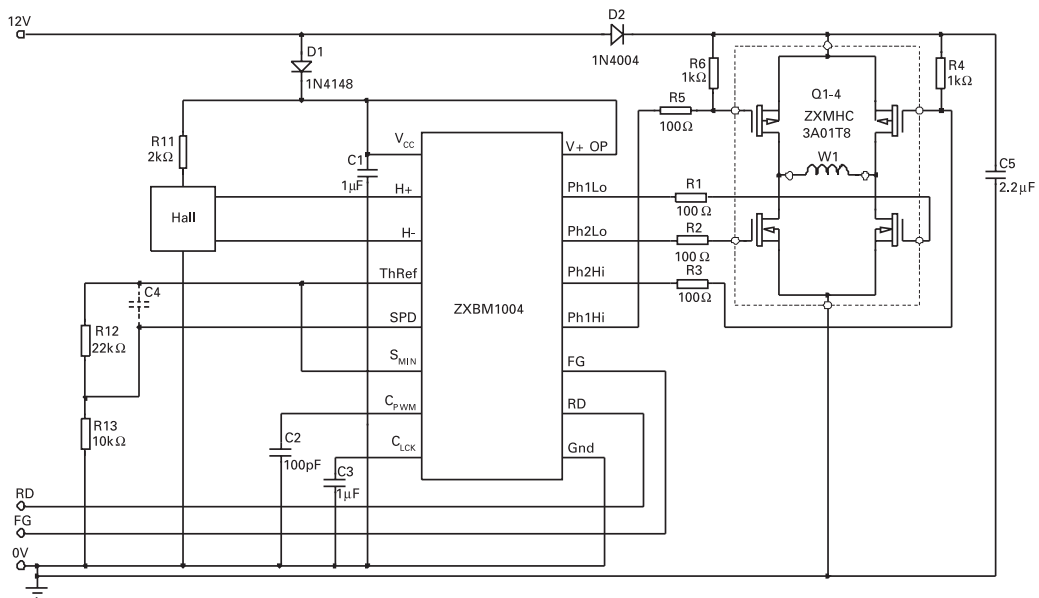 12V
D1
1N4148
D2
1N4004
R6
1kΩ
R4
1kΩ
R5
100Ω
Q1-4
ZXMHC
3A01T8
W1
C5
2.2μF
R11
2kΩ
Hall
C1
1μF
VCC
H+
H-
ThRef
SPD
SMIN
CPWM
CLCK
ZXBM1004
V+ OP
Ph1Lo
Ph2Lo
Ph2Hi
Ph1Hi
FG
RD
Gnd
R1
100 Ω
R2
100 Ω
R3
100Ω
C4
R12
22kΩ
R13
10kΩ
C2
100pF
C3
1μF
RD
FG
0V